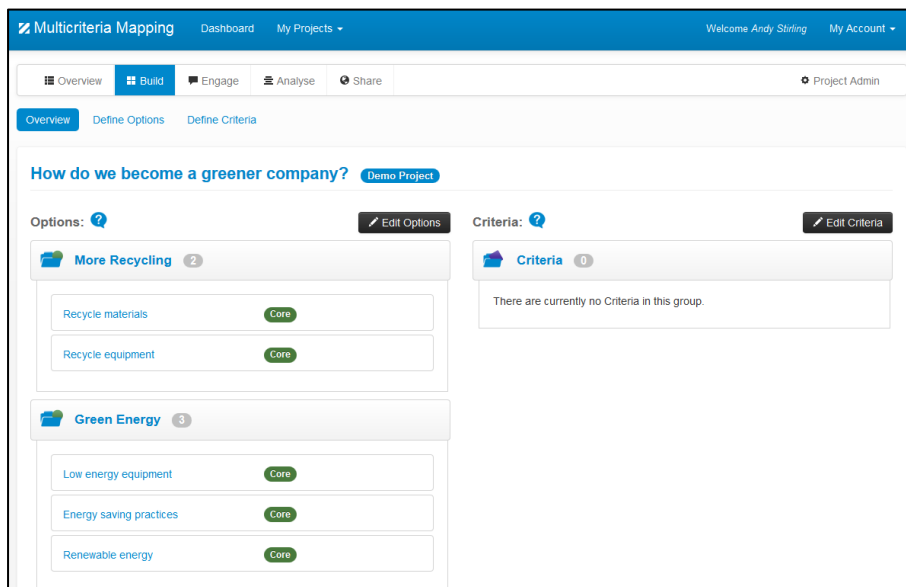 Multicriteria Mapping Dashboard My Projects Welcome Andy Stirling My Account
Overview Build Engage Analyse Share Project Admin
Overview Define Options Define Criteria
How do we become a greener company? Demo Project
Options: ? Edit Options
More Recycling 2
Recycle materials Core
Recycle equipment Core
Green Energy 3
Low energy equipment Core
Energy saving practices Core
Renewable energy Core
Criteria: ? Edit Criteria
Criteria 0
There are currently no Criteria in this group.